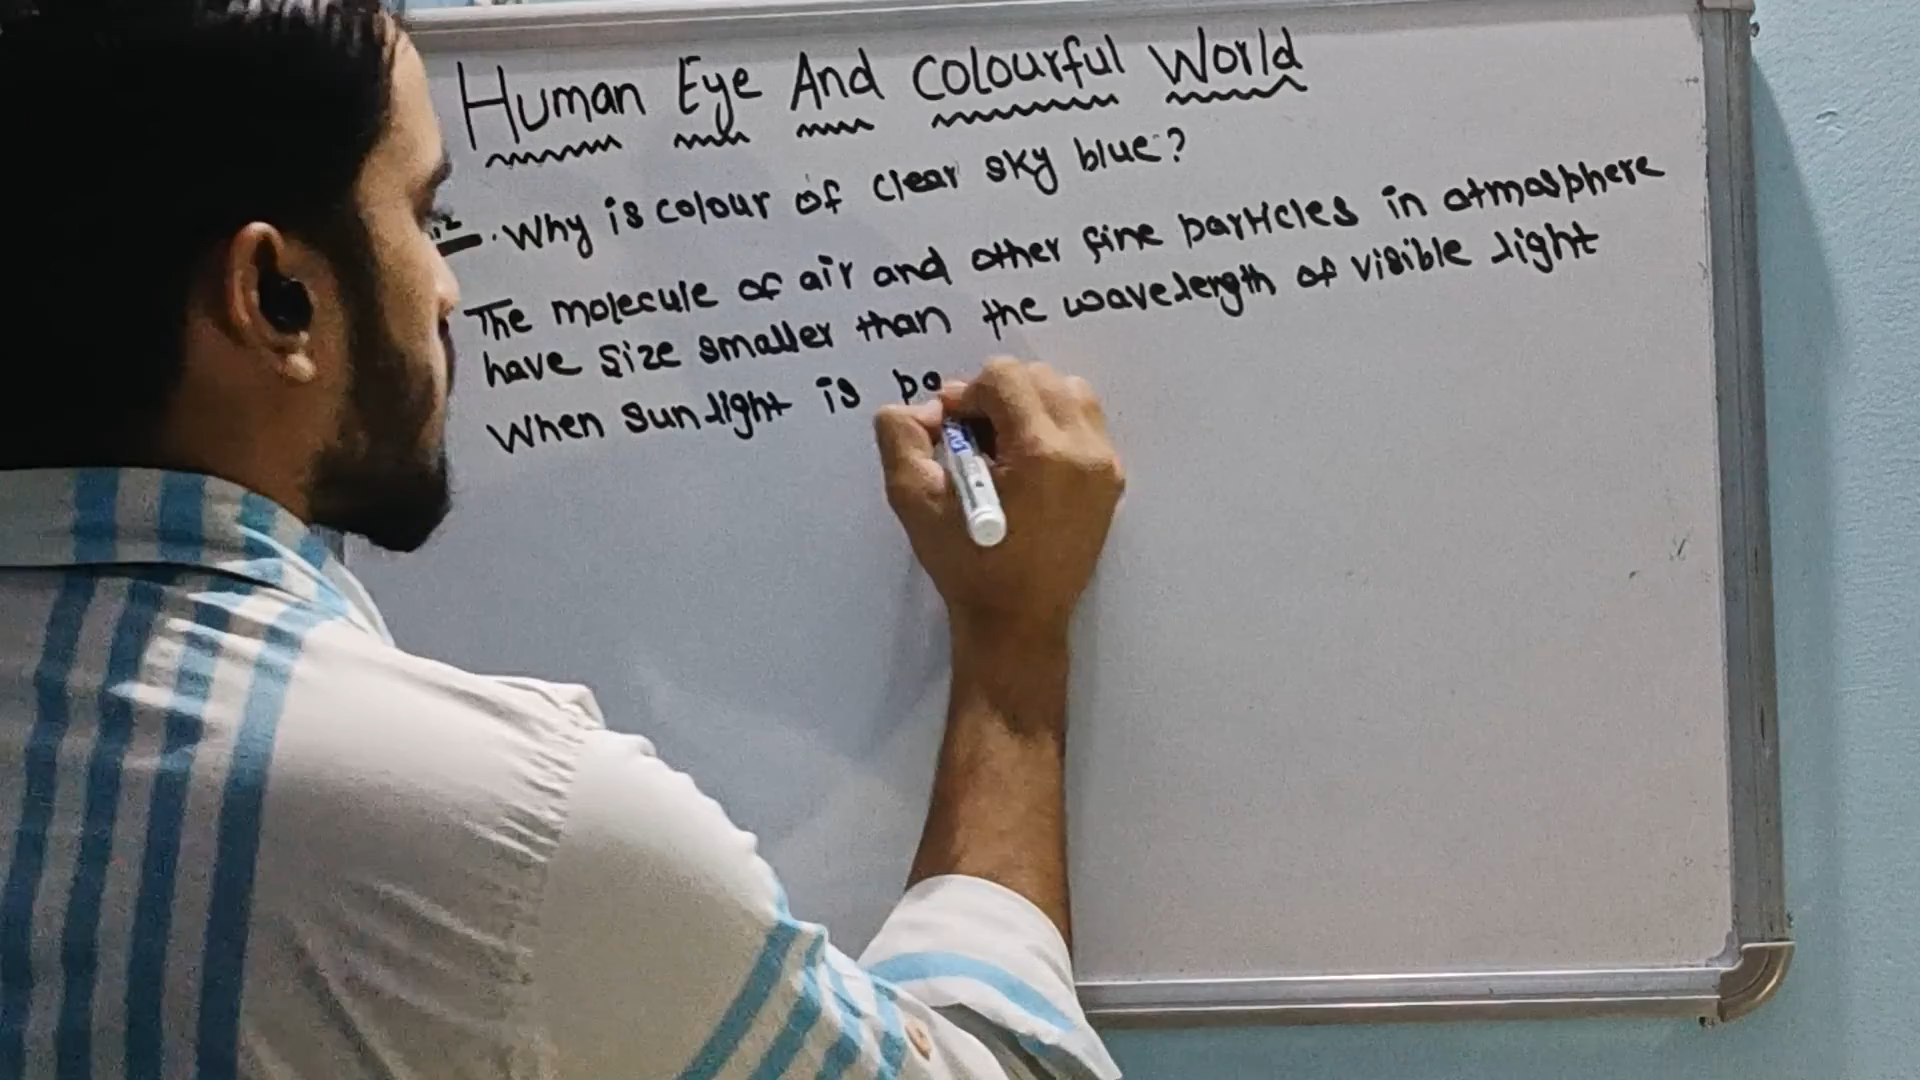 Human Eye And Colourful World
Why is colour of clear sky blue?
The molecule of air and other fine particles in atmosphere
have size smaller than the wavelength of visible light
When sunlight is pa